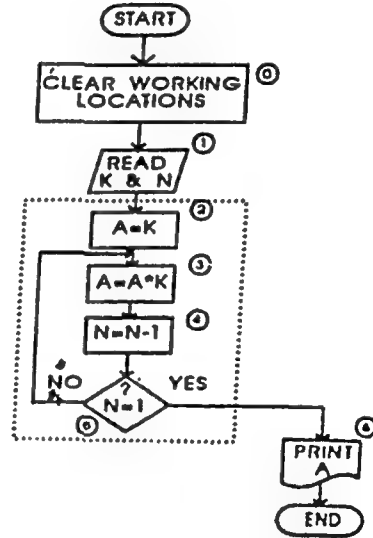 START
CLEAR WORKING
LOCATIONS
0
1
READ
K & N
2
A=K
3
A=A*K
4
N=N-1
?
N=1
NO
YES
5
6
PRINT
A
END